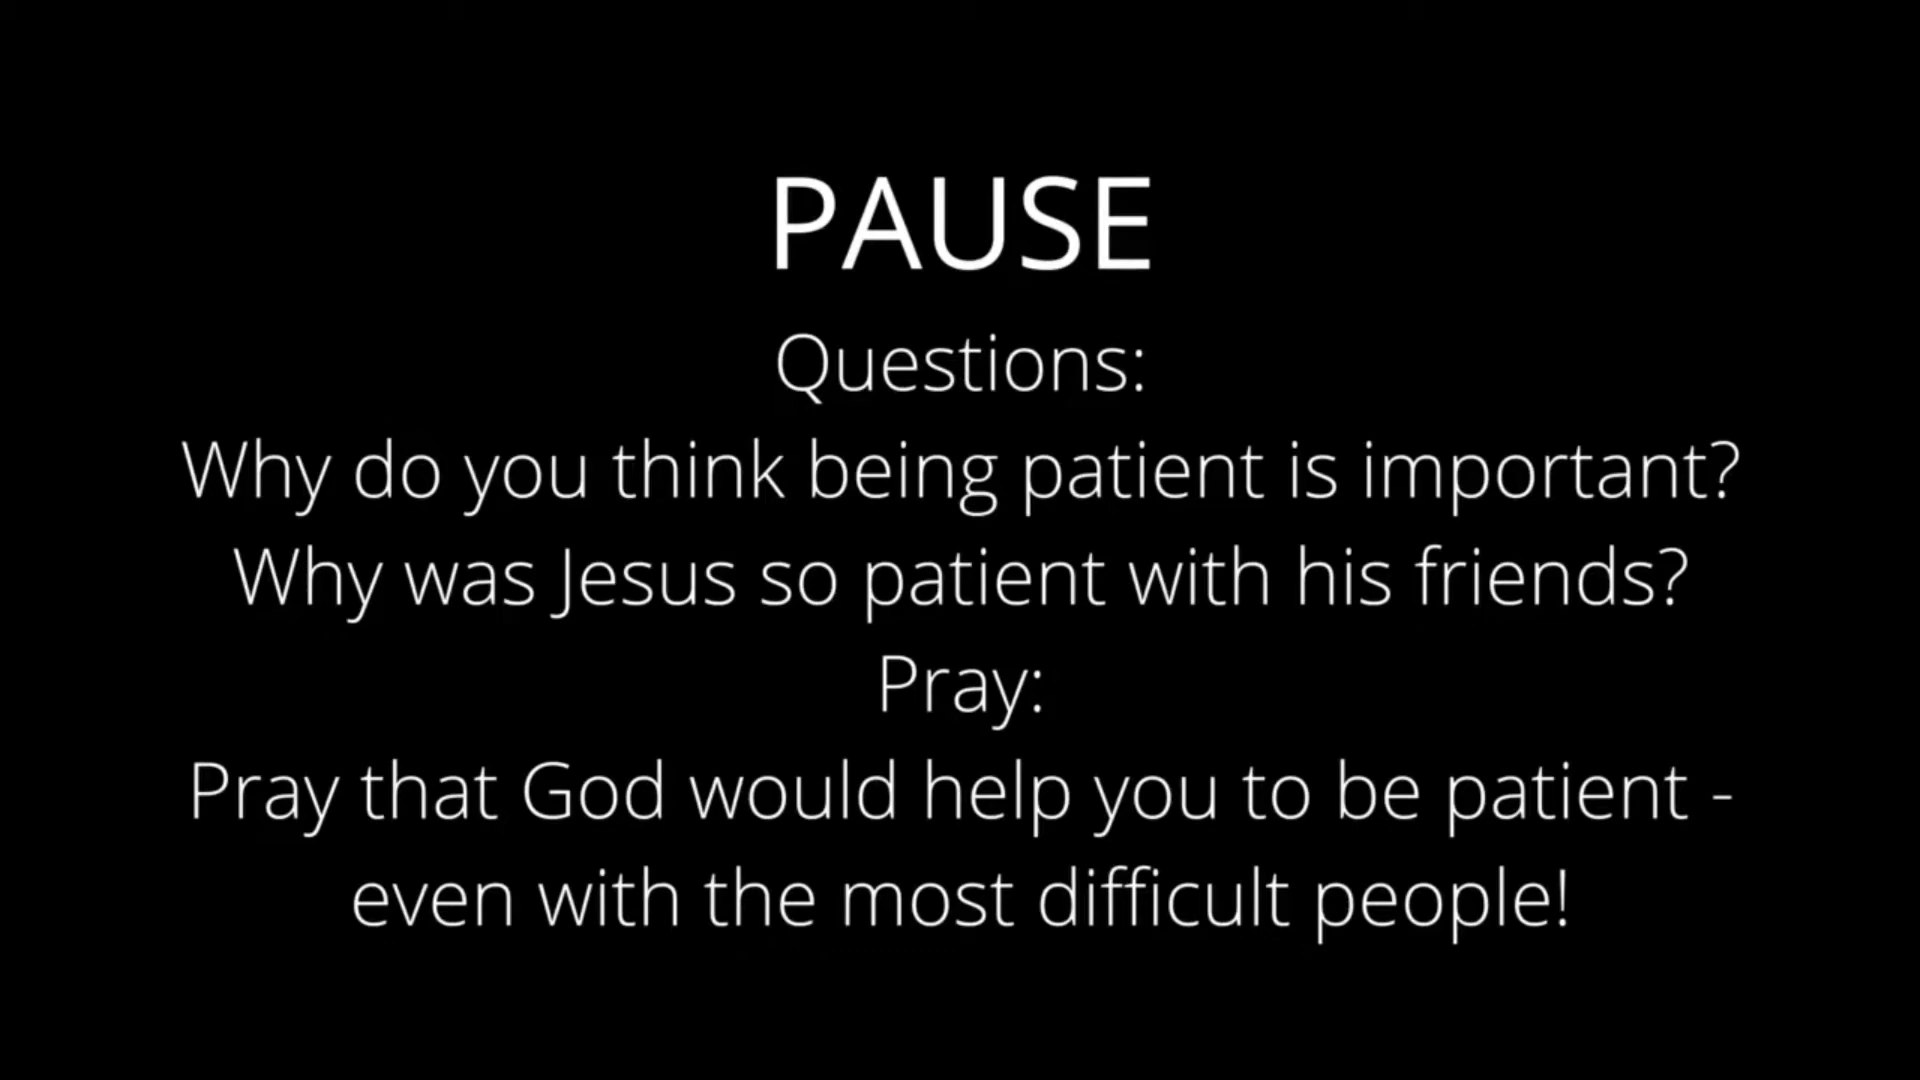 PAUSE
Questions:
Why do you think being patient is important?
Why was Jesus so patient with his friends?
Pray:
Pray that God would help you to be patient -
even with the most difficult people!